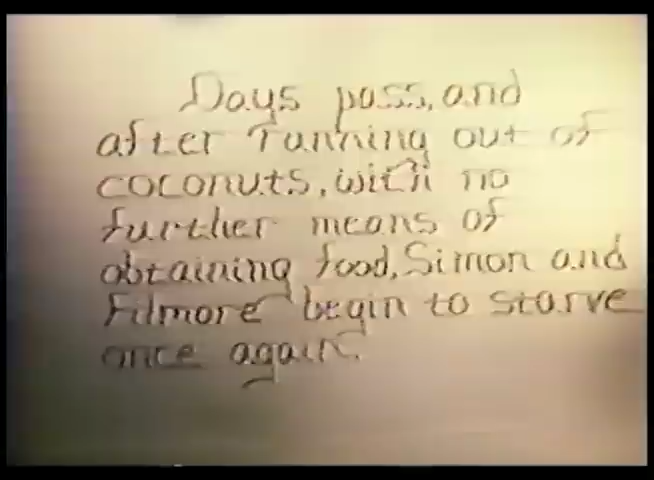 Days pass, and
after running out of
coconuts, with no
further means of
obtaining food, Simon and
Filmore begin to starve
once again.